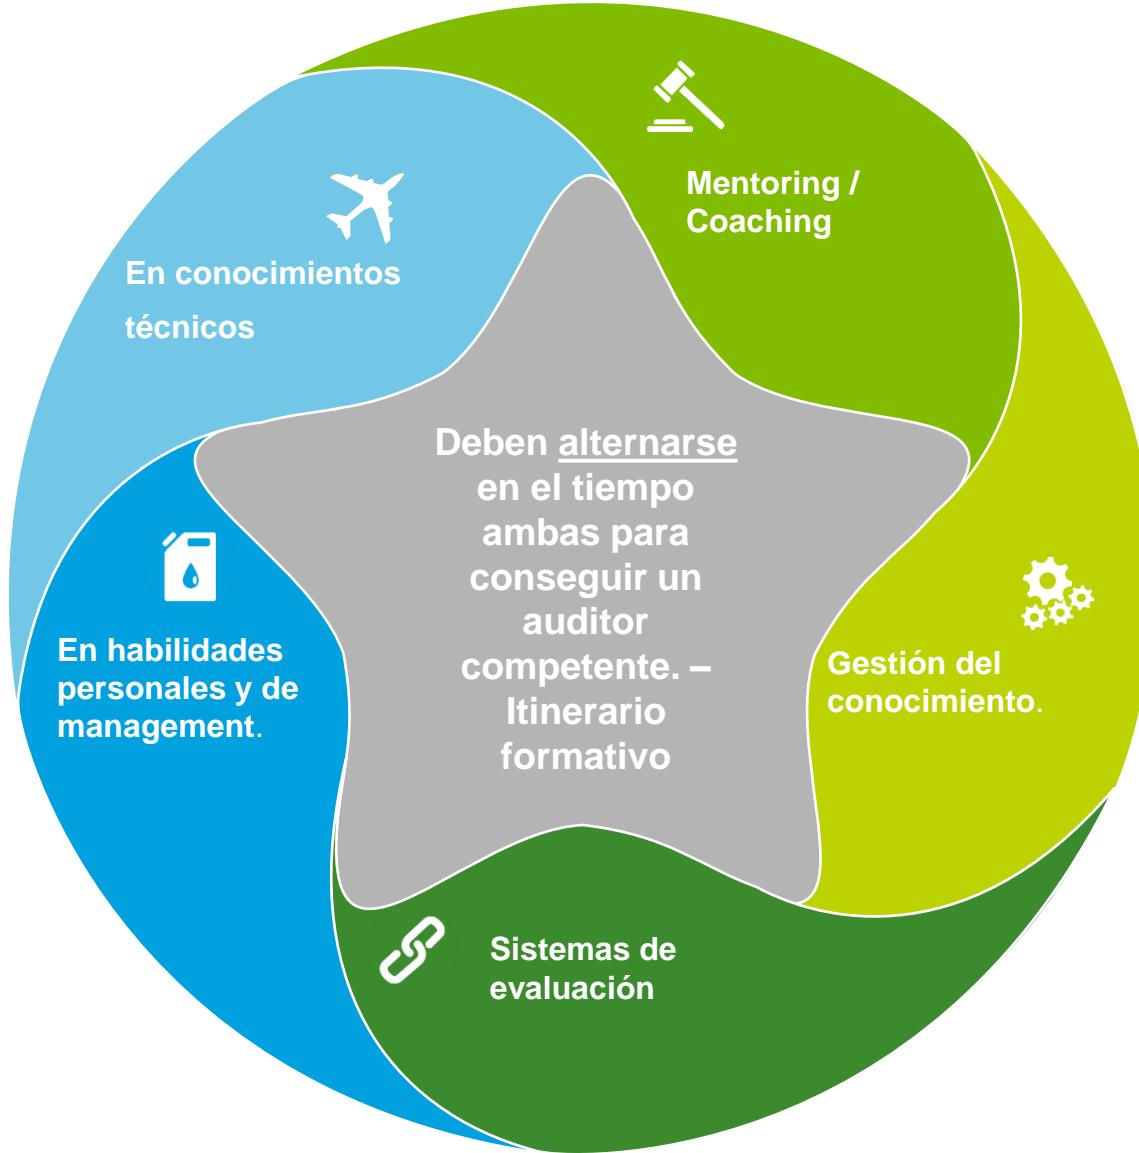 Mentoring /
Coaching
En conocimientos
técnicos
Deben alternarse
en el tiempo
ambas para
conseguir un
auditor
competente. –
Itinerario
formativo
En habilidades
personales y de
management.
Gestión del
conocimiento.
Sistemas de
evaluación